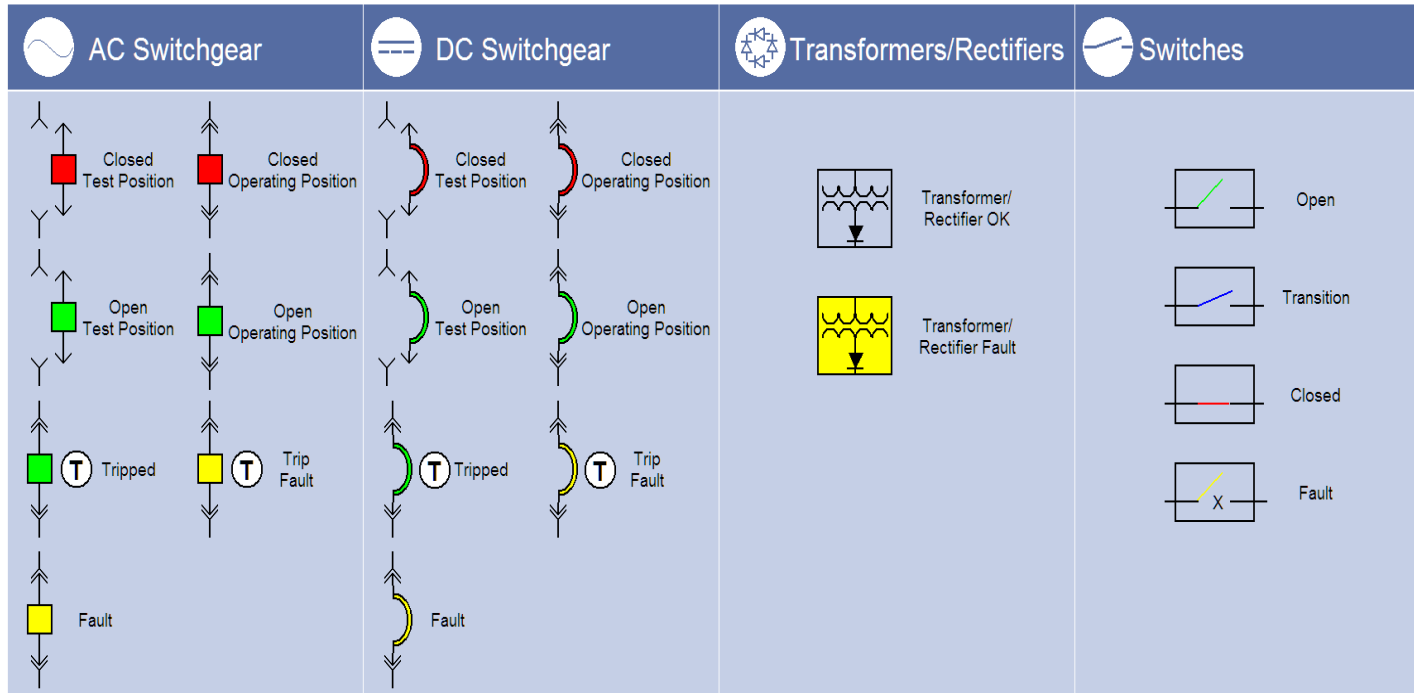 AC Switchgear
DC Switchgear
Transformers/Rectifiers
Switches
Closed
Test Position
Closed
Operating Position
Open
Test Position
Open
Operating Position
T
Tripped
T
Trip
Fault
Fault
Closed
Test Position
Closed
Operating Position
Open
Test Position
Open
Operating Position
T
Tripped
T
Trip
Fault
Fault
Transformer/
Rectifier OK
Transformer/
Rectifier Fault
Open
Transition
Closed
X
Fault